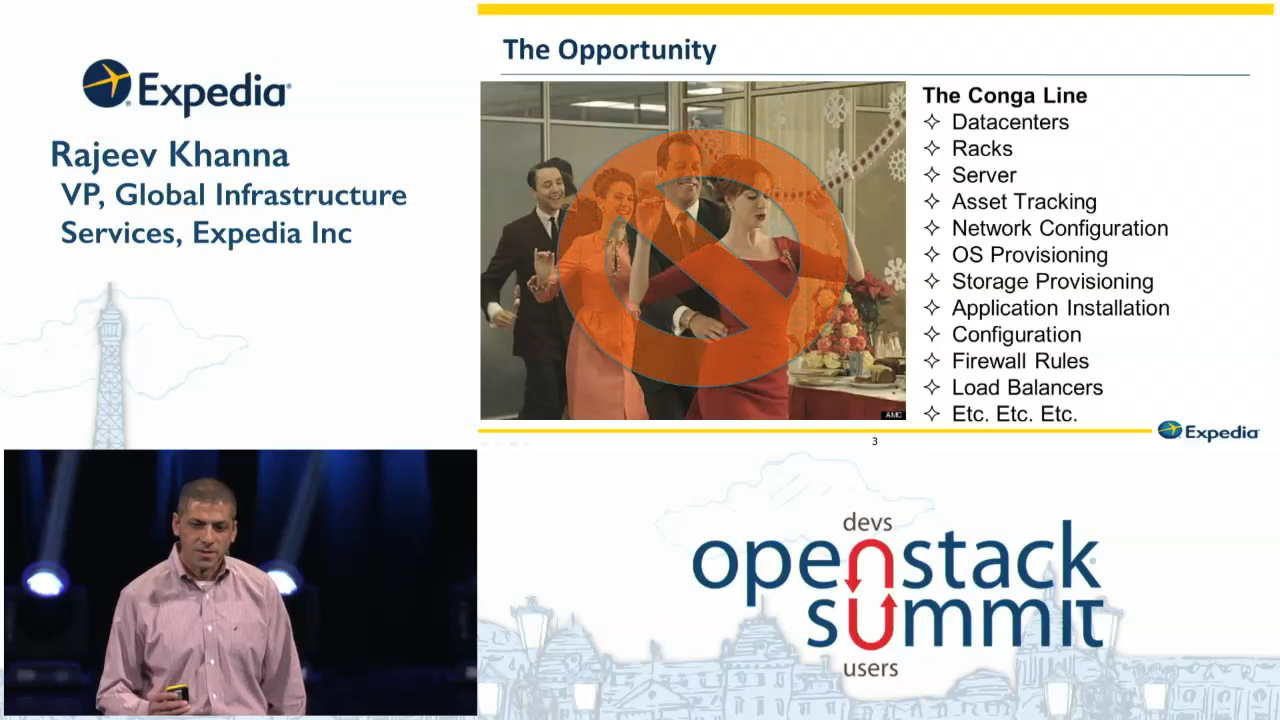 Expedia
Rajeev Khanna
VP, Global Infrastructure
Services, Expedia Inc
The Opportunity
The Conga Line
Datacenters
Racks
Server
Asset Tracking
Network Configuration
OS Provisioning
Storage Provisioning
Application Installation
Configuration
Firewall Rules
Load Balancers
Etc. Etc. Etc.
AMC
3
Expedia
devs
openstack
summit
users